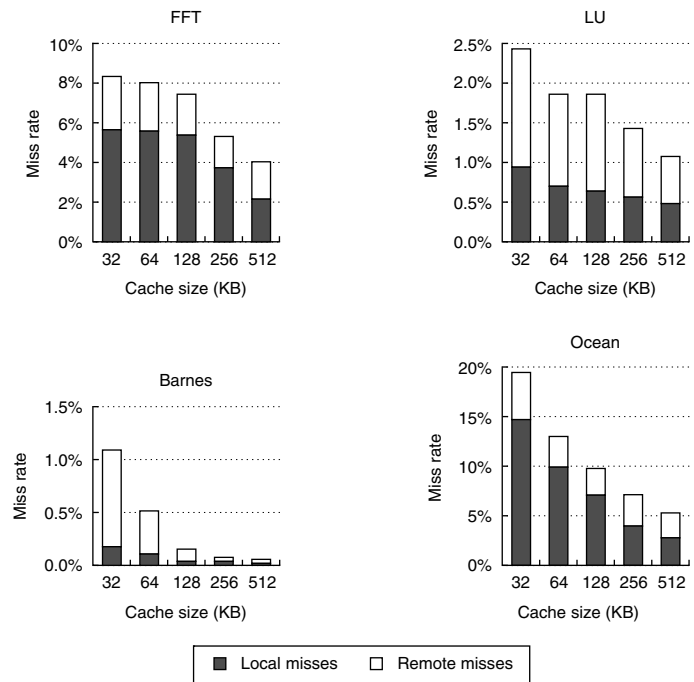 FFT
10%
8%
6%
4%
2%
0%
Miss rate
32 64 128 256 512
Cache size (KB)
LU
2.5%
2.0%
1.5%
1.0%
0.5%
0.0%
Miss rate
32 64 128 256 512
Cache size (KB)
Barnes
1.5%
1.0%
0.5%
0.0%
Miss rate
32 64 128 256 512
Cache size (KB)
Ocean
20%
15%
10%
5%
0%
Miss rate
32 64 128 256 512
Cache size (KB)
Local misses Remote misses